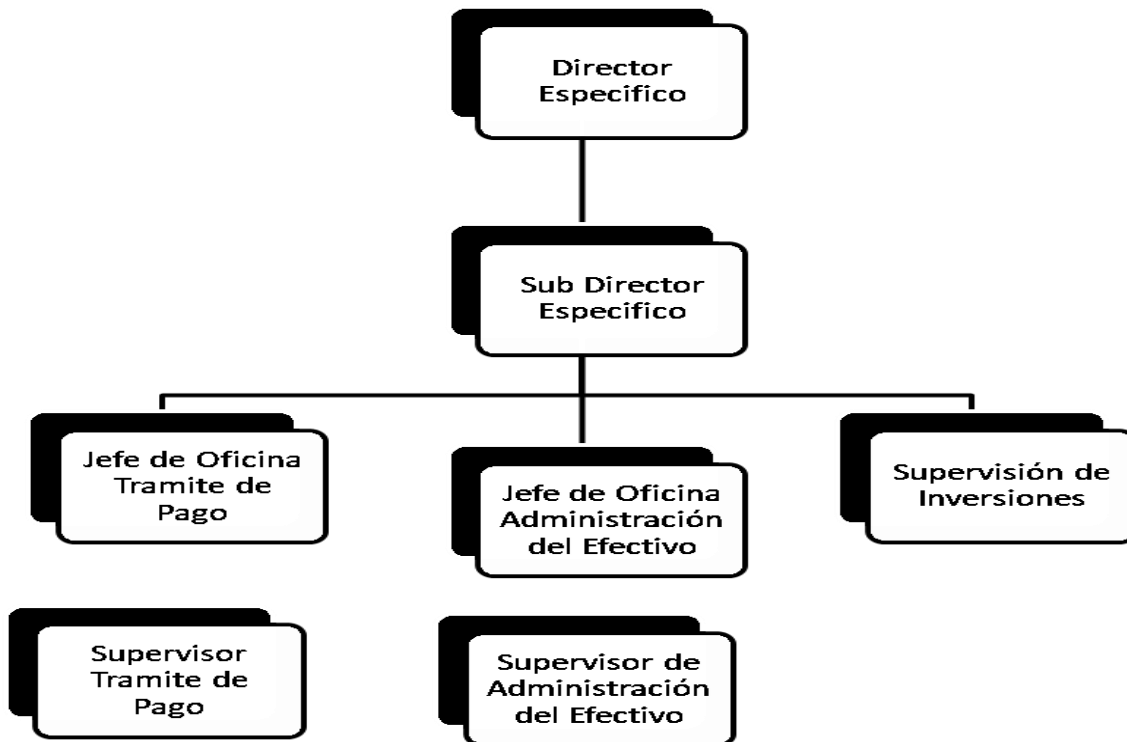 Director
Especifico
Sub Director
Especifico
Jefe de Oficina
Tramite de
Pago
Jefe de Oficina
Administración
del Efectivo
Supervisión de
Inversiones
Supervisor
Tramite de
Pago
Supervisor de
Administración
del Efectivo